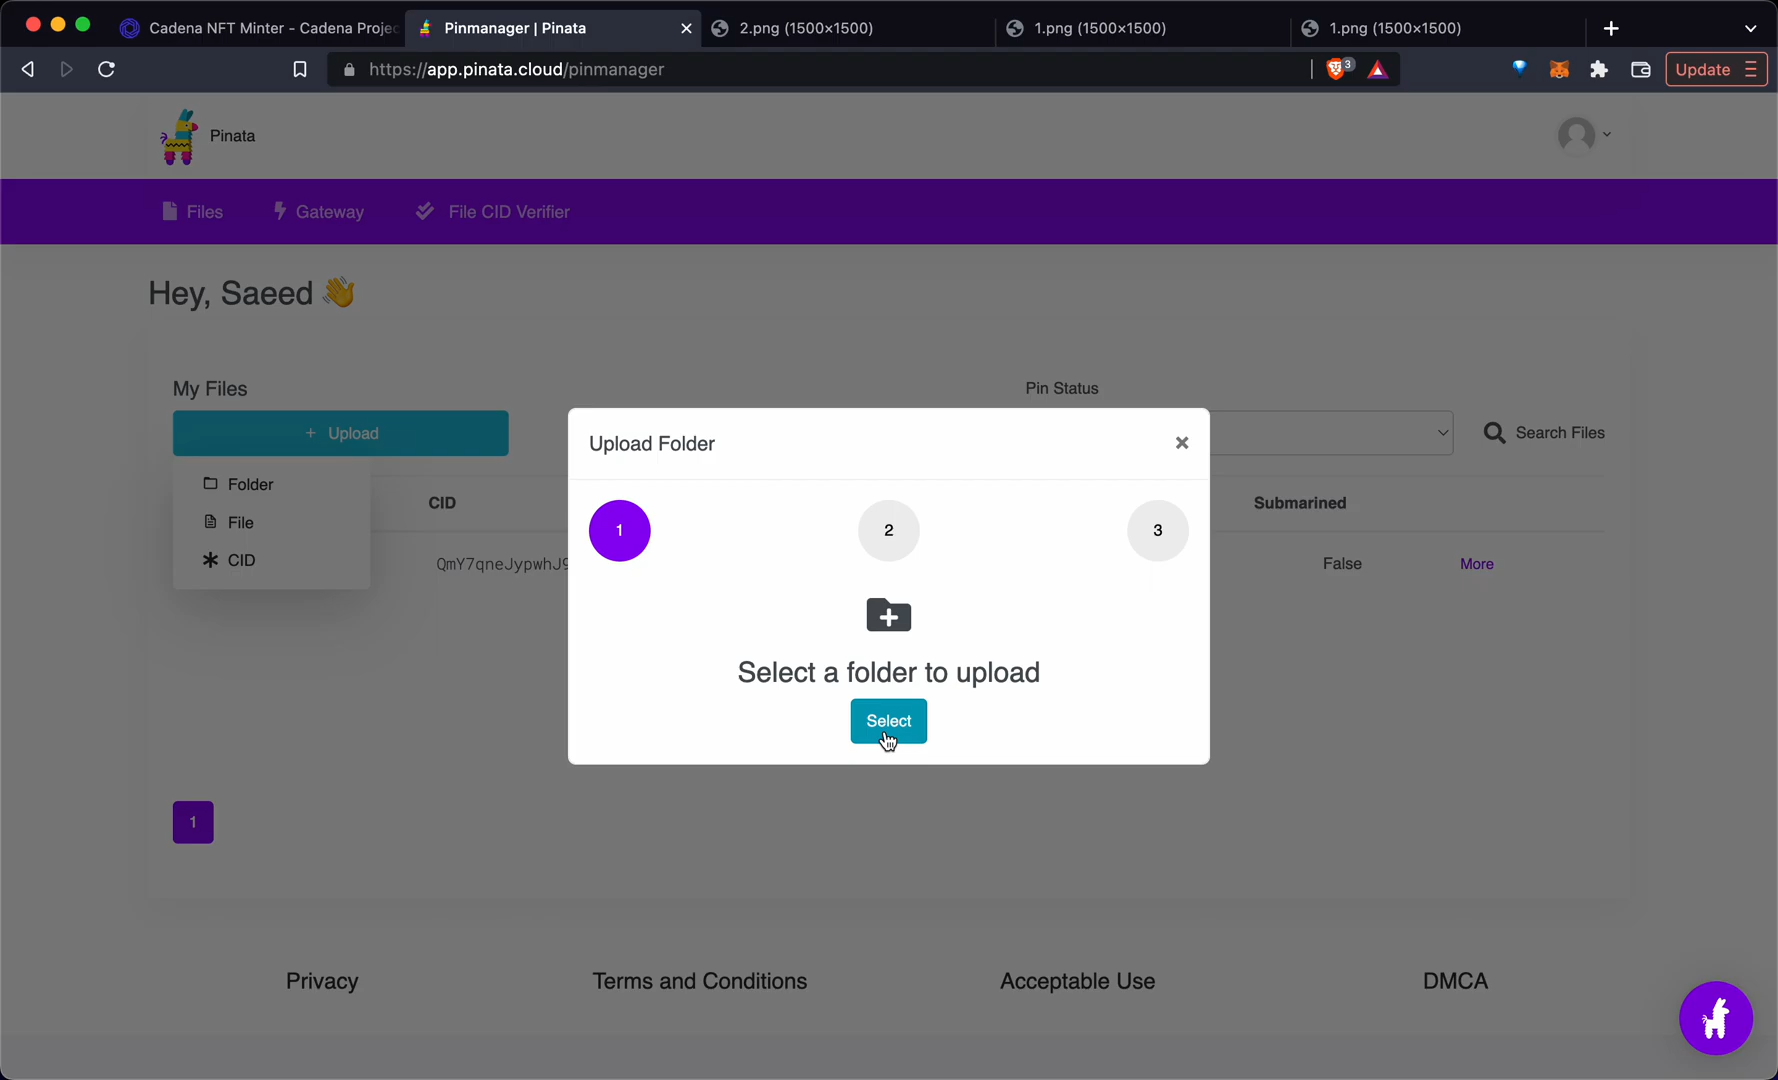 Cadena NFT Minter - Cadena Projec
Pinmanager | Pinata
2.png (1500×1500)
1.png (1500×1500)
1.png (1500×1500)
https://app.pinata.cloud/pinmanager
3
Update
Pinata
Files
Gateway
File CID Verifier
Hey, Saeed 👋
My Files
Pin Status
+ Upload
Search Files
Folder
File
CID
CID
Submarined
QmY7qneJypwhJ9
False
More
Upload Folder
1
2
3
Select a folder to upload
Select
1
Privacy
Terms and Conditions
Acceptable Use
DMCA